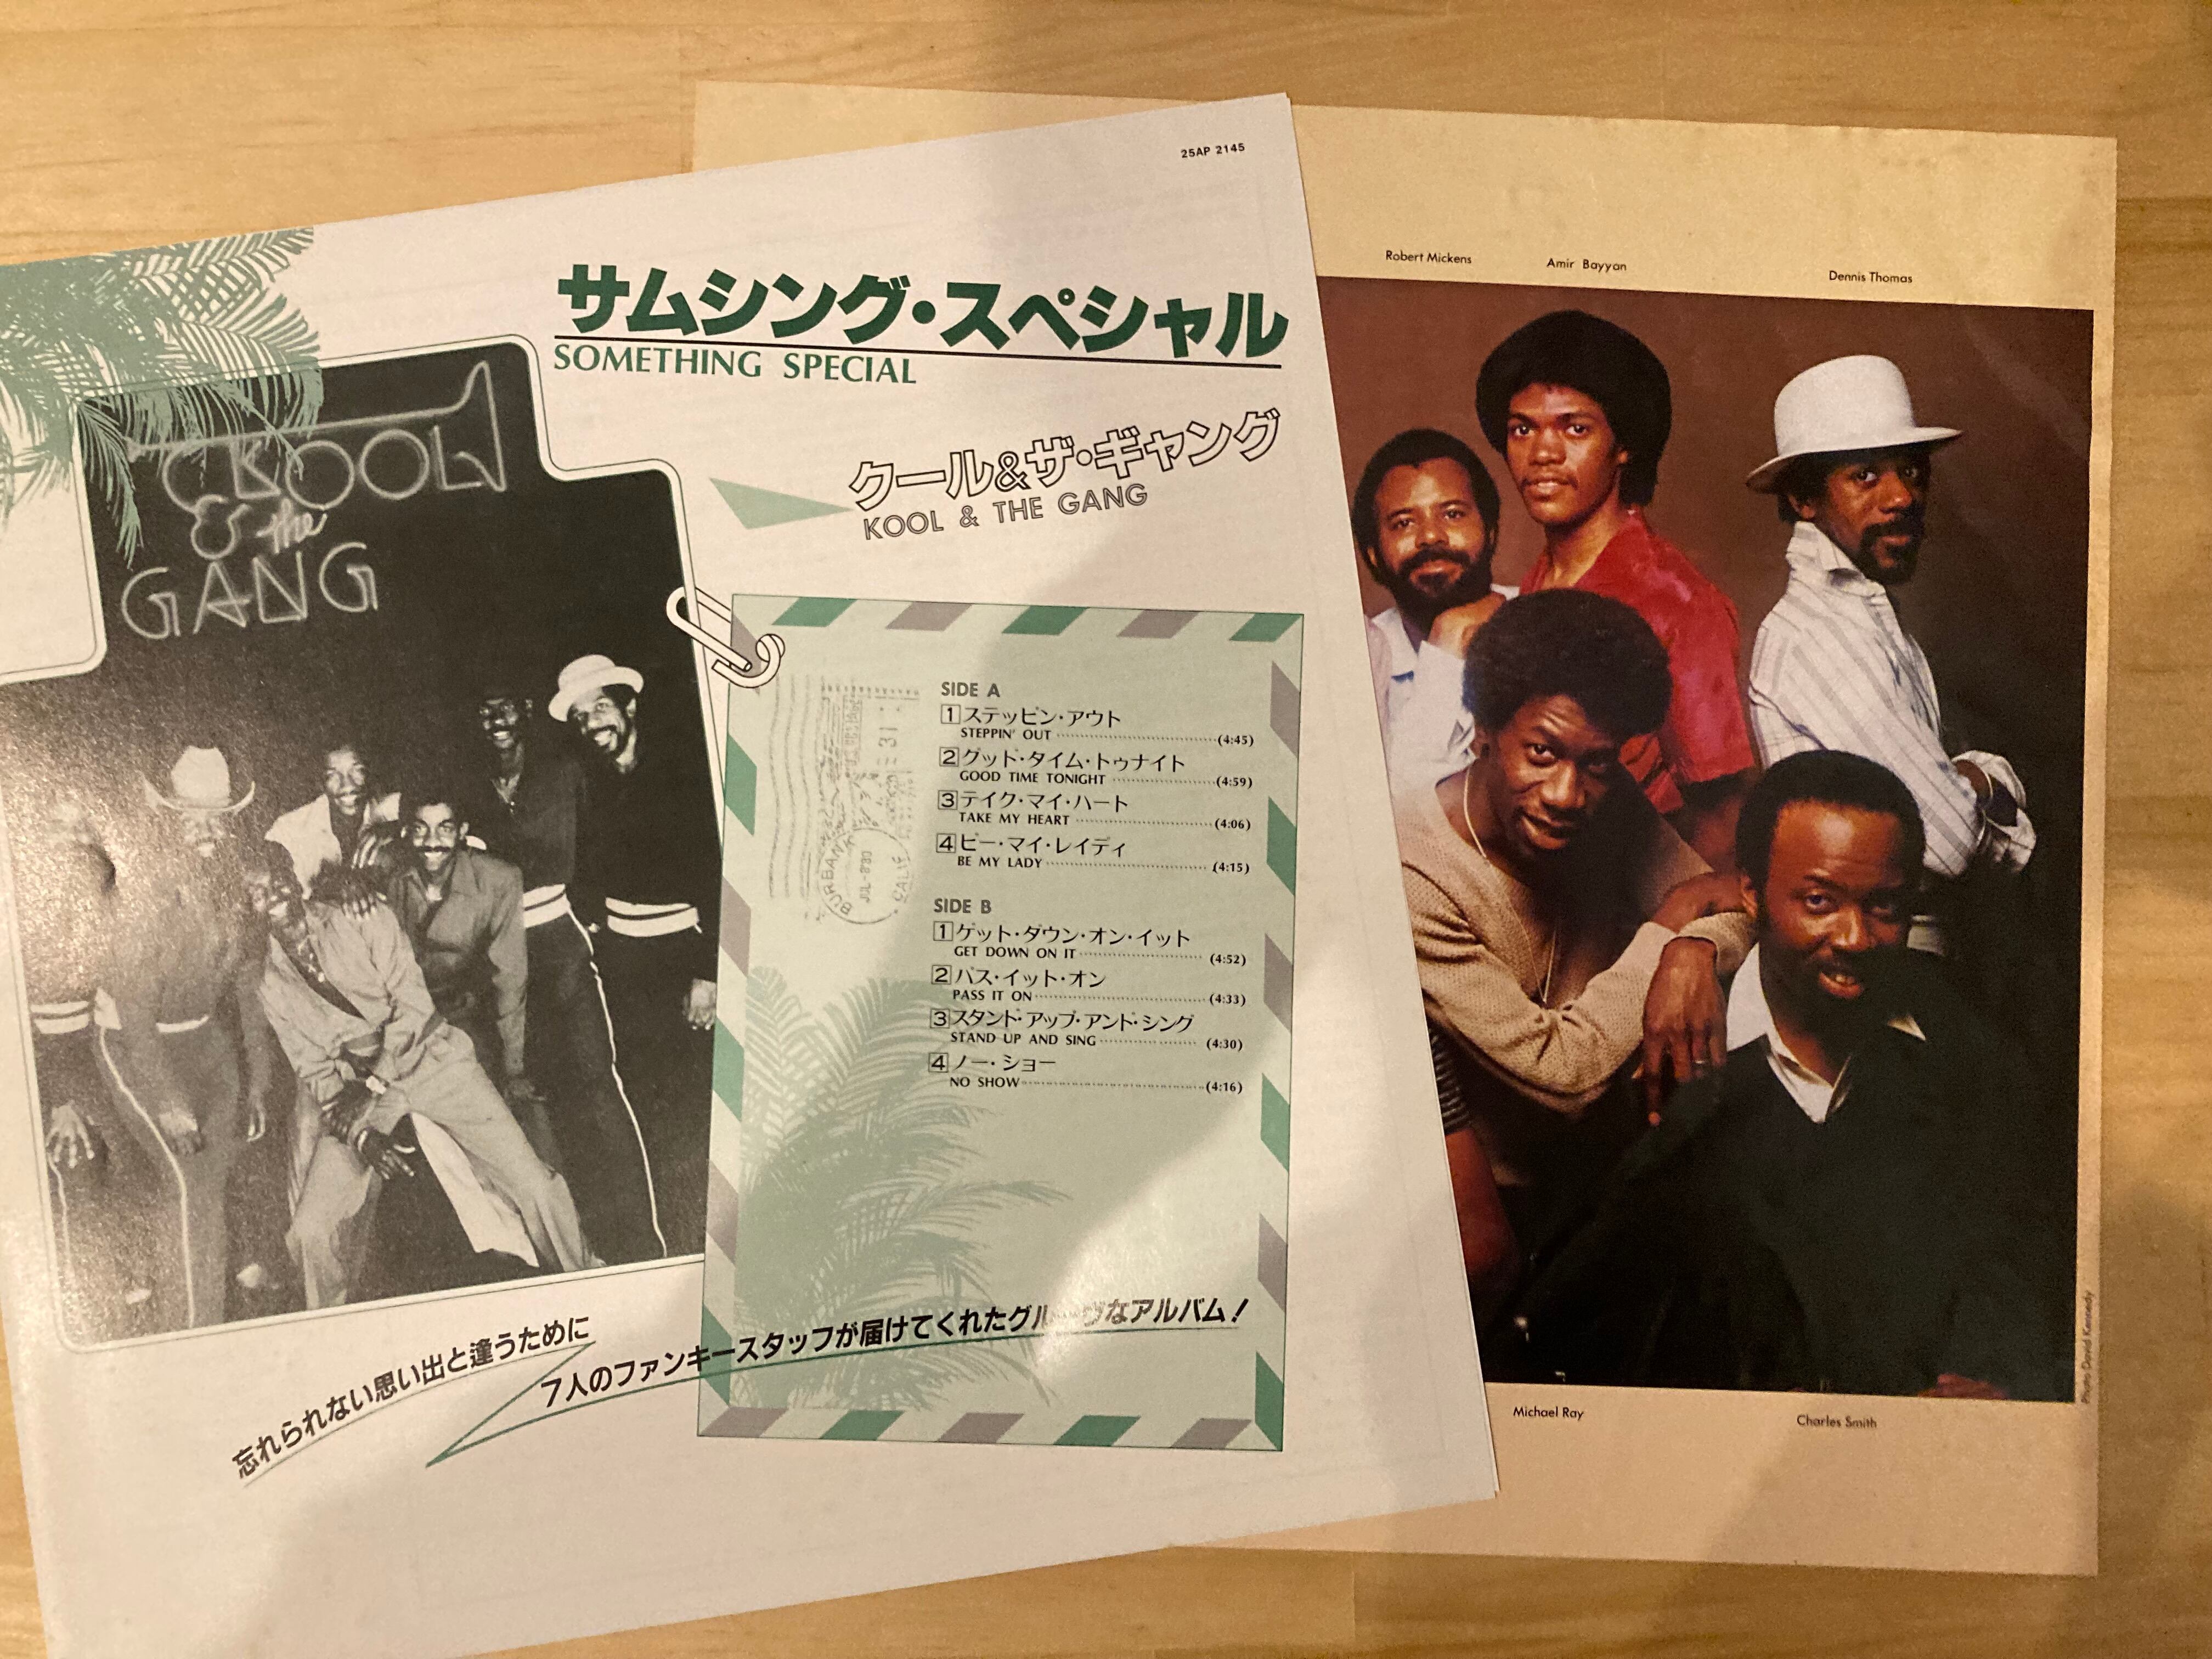 25AP 2145
サムシング・スペシャル
SOMETHING SPECIAL
クール&ザ・ギャング
KOOL & THE GANG
KOOL
& the
GANG
SIDE A
1 ステッピン・アウト
STEPPIN' OUT (4:45)
2 グッド・タイム・トゥナイト
GOOD TIME TONIGHT (4:59)
3 テイク・マイ・ハート
TAKE MY HEART (4:06)
4 ビー・マイ・レイディ
BE MY LADY (4:15)
SIDE B
1 ゲット・ダウン・オン・イット
GET DOWN ON IT (4:52)
2 パス・イット・オン
PASS IT ON (4:33)
3 スタンド・アップ・アンド・シング
STAND UP AND SING (4:30)
4 ノー・ショー
NO SHOW (4:16)
BURBANK
CALIF
忘れられない思い出と逢うために
7人のファンキースタッフが届けてくれたなアルバム!
Robert Mickens
Amir Bayyan
Dennis Thomas
Michael Ray
Charles Smith
Photo David Kennedy